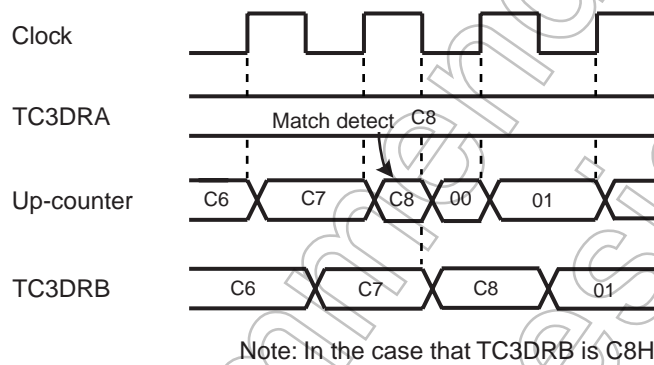 Clock
TC3DRA
Match detect C8
Up-counter
C6 C7 C8 00 01
TC3DRB
C6 C7 C8 01
Note: In the case that TC3DRB is C8H